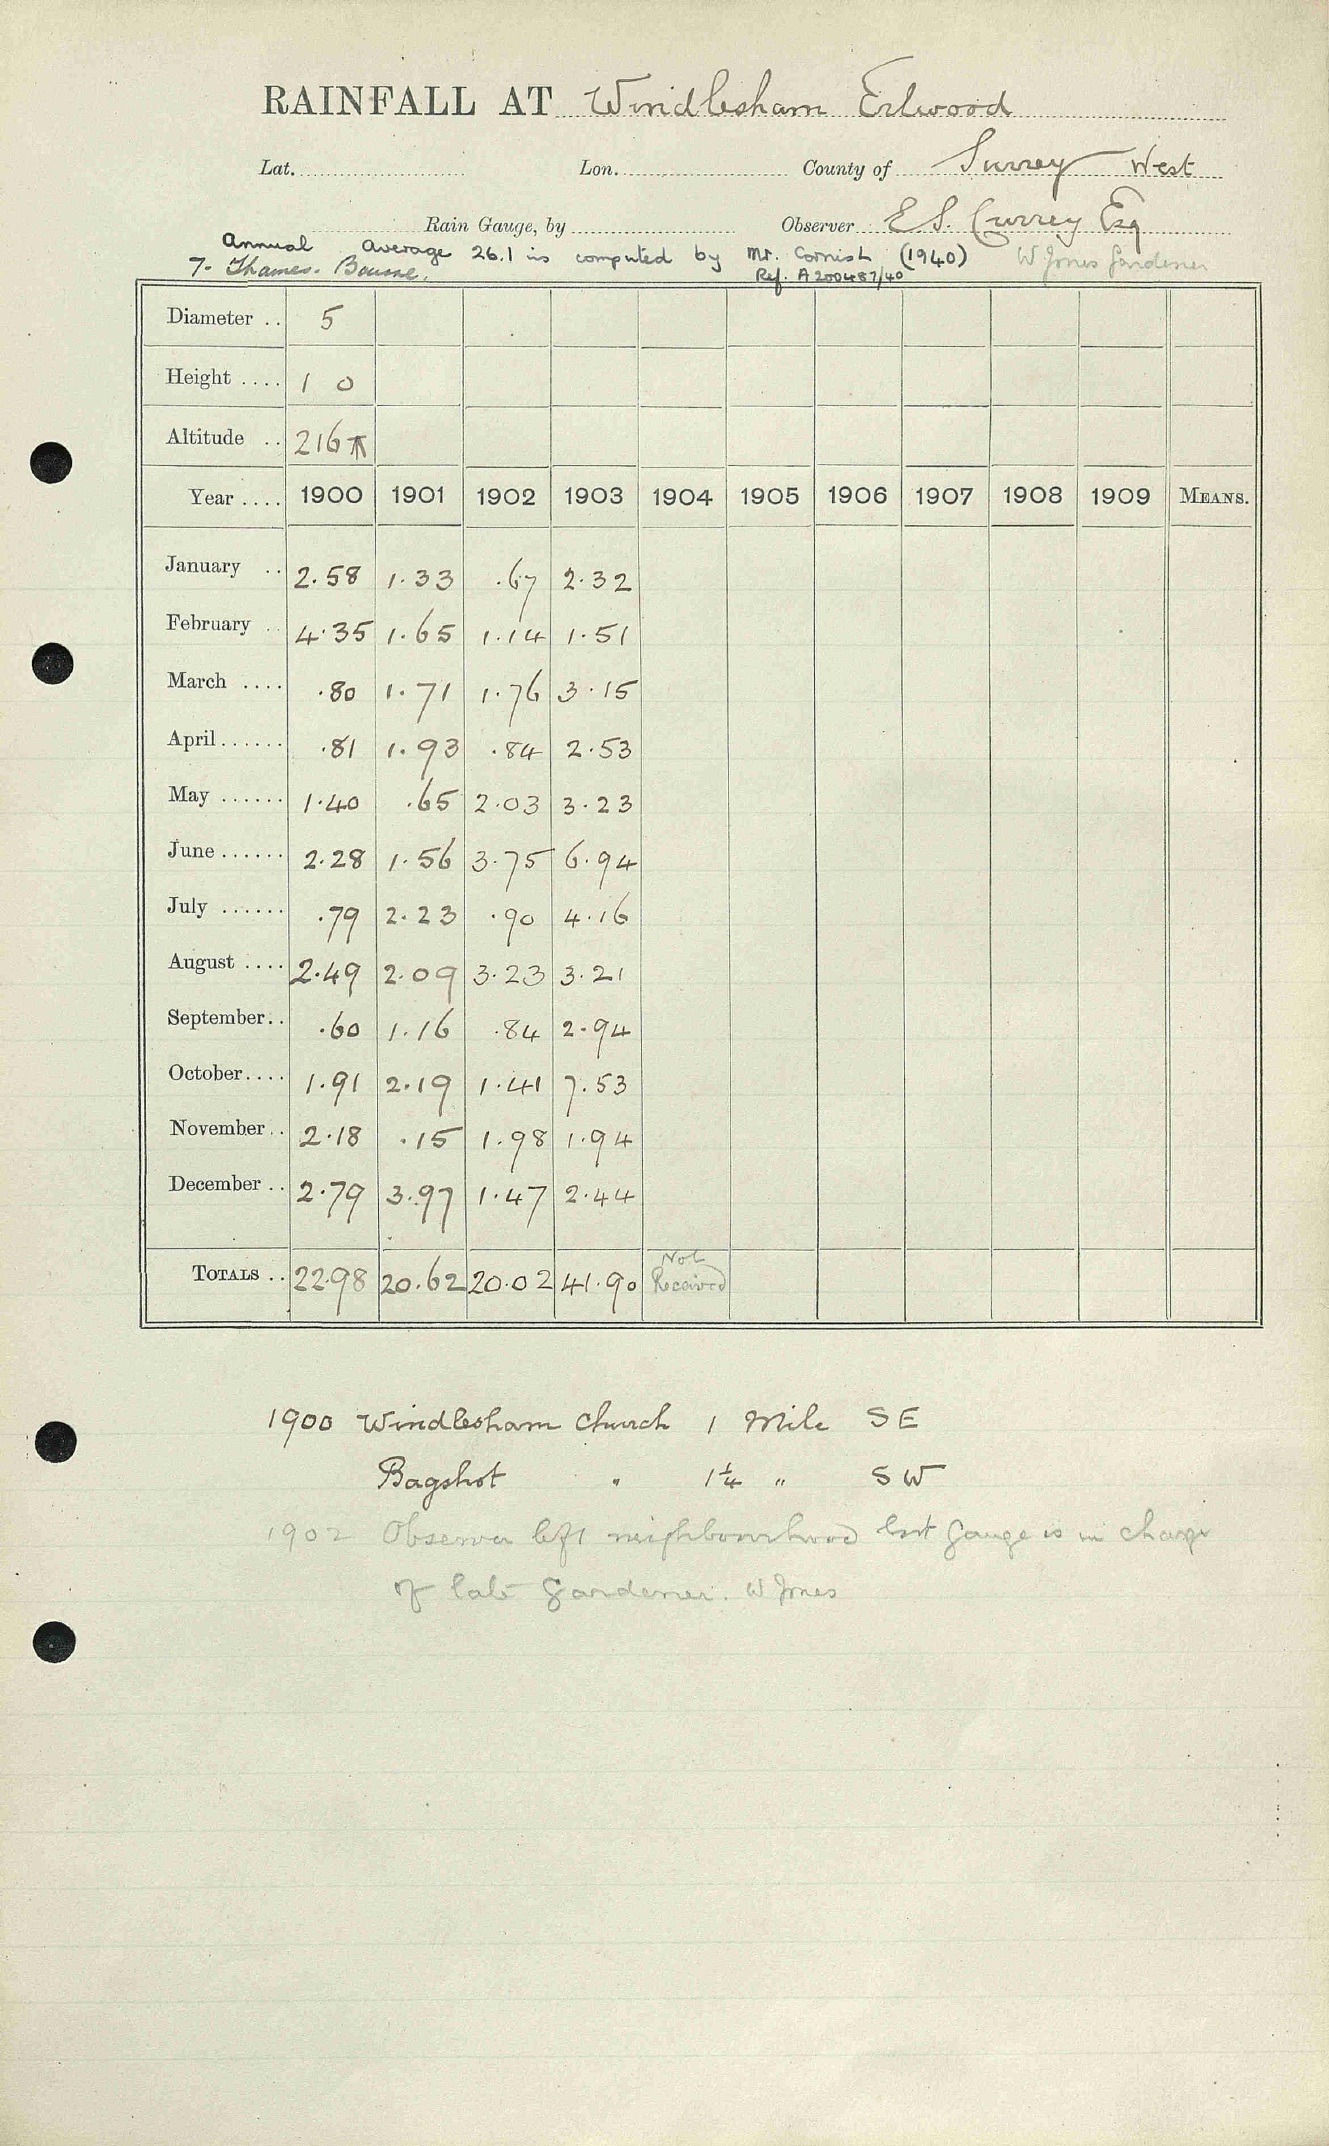 RAINFALL AT Windlesham Erlwood
Lat. Lon. County of Surrey West
Rain Gauge, by Observer E S. Currey Esq
Annual Average 26.1 is computed by Mr. Cornish (1940) W Jones Gardener
7. Thames. Bourne. Ref. A200487/40
Diameter .. 5
Height .... 1 0
Altitude .. 216
Year .... 1900 1901 1902 1903 1904 1905 1906 1907 1908 1909 MEANS.
January .. 2.58 1.33 .67 2.32
February .. 4.35 1.65 1.14 1.51
March .... .80 1.71 1.76 3.15
April ...... .81 1.93 .84 2.53
May ...... 1.40 .65 2.03 3.23
June ...... 2.28 1.56 3.75 6.94
July ...... .79 2.23 .90 4.16
August .... 2.49 2.09 3.23 3.21
September.. .60 1.16 .84 2.94
October.... 1.91 2.19 1.41 7.53
November.. 2.18 .15 1.98 1.94
December .. 2.79 3.97 1.47 2.44
TOTALS .. 22.98 20.62 20.02 41.90 Not Received
1900 Windlesham Church 1 Mile SE
Bagshot " 1¼ " SW
1902 Observer left neighbourhood but gauge is in charge
of late Gardener. W Jones